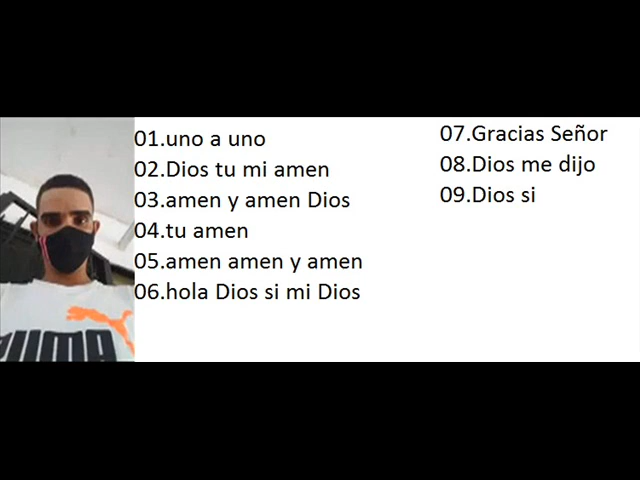 01.uno a uno
02.Dios tu mi amen
03.amen y amen Dios
04.tu amen
05.amen amen y amen
06.hola Dios si mi Dios
07.Gracias Señor
08.Dios me dijo
09.Dios si
PUMA